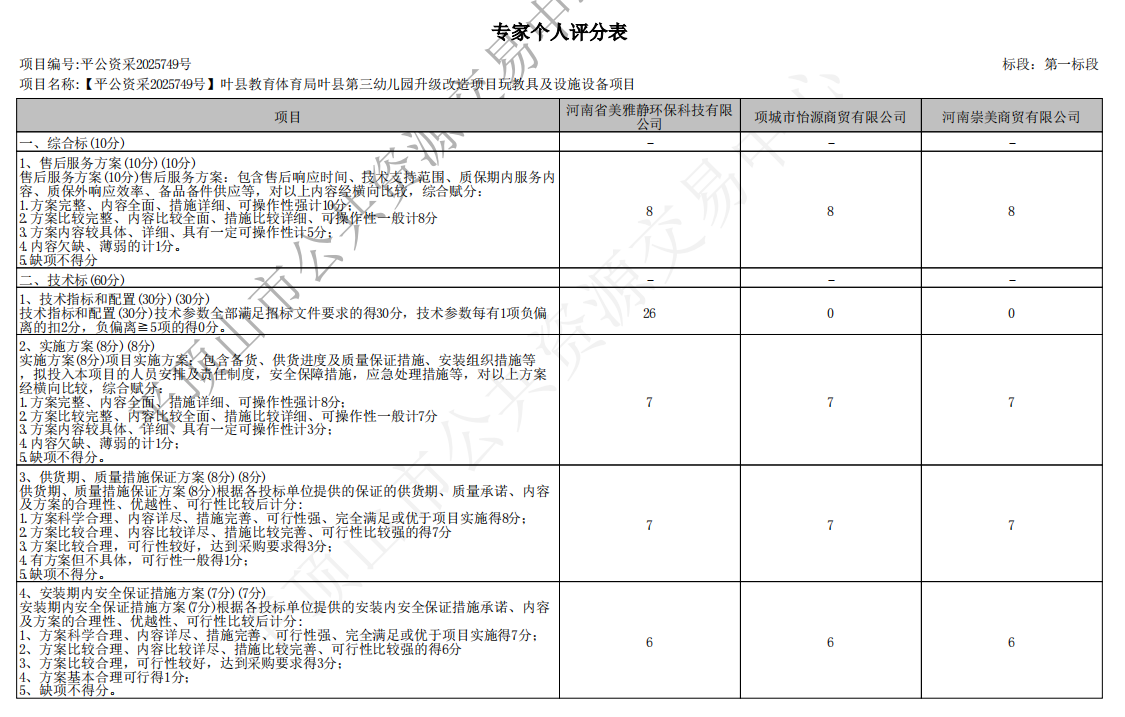 专家个人评分表
项目编号:平公资采2025749号
标段：第一标段
项目名称:【平公资采2025749号】叶县教育体育局叶县第三幼儿园升级改造项目玩教具及设施设备项目
项目
河南省美雅静环保科技有限公司
项城市怡源商贸有限公司
河南崇美商贸有限公司
一、综合标(10分)
－
－
－
1、售后服务方案(10分)(10分)
售后服务方案(10分)售后服务方案：包含售后响应时间、技术支持范围、质保期内服务内
容、质保外响应效率、备品备件供应等，对以上内容经横向比较，综合赋分：
1.方案完整、内容全面、措施详细、可操作性强计10分；
2.方案比较完整、内容比较全面、措施比较详细、可操作性一般计8分
3.方案内容较具体、详细、具有一定可操作性计5分；
4.内容欠缺、薄弱的计1分。
5.缺项不得分
8
8
8
二、技术标(60分)
－
－
－
1、技术指标和配置(30分)(30分)
技术指标和配置(30分)技术参数全部满足招标文件要求的得30分，技术参数每有1项负偏
离的扣2分，负偏离≧5项的得0分。
26
0
0
2、实施方案(8分)(8分)
实施方案(8分)项目实施方案：包含备货、供货进度及质量保证措施、安装组织措施等
，拟投入本项目的人员安排及责任制度，安全保障措施，应急处理措施等，对以上方案
经横向比较，综合赋分：
1.方案完整、内容全面、措施详细、可操作性强计8分；
2.方案比较完整、内容比较全面、措施比较详细、可操作性一般计7分
3.方案内容较具体、详细、具有一定可操作性计3分；
4.内容欠缺、薄弱的计1分；
5.缺项不得分。
7
7
7
3、供货期、质量措施保证方案(8分)(8分)
供货期、质量措施保证方案(8分)根据各投标单位提供的保证的供货期、质量承诺、内容
及方案的合理性、优越性、可行性比较后计分：
1.方案科学合理、内容详尽、措施完善、可行性强、完全满足或优于项目实施得8分；
2.方案比较合理、内容比较详尽、措施比较完善、可行性比较强的得7分
3.方案比较合理，可行性较好，达到采购要求得3分；
4.有方案但不具体，可行性一般得1分；
5.缺项不得分。
7
7
7
4、安装期内安全保证措施方案(7分)(7分)
安装期内安全保证措施方案(7分)根据各投标单位提供的安装内安全保证措施承诺、内容
及方案的合理性、优越性、可行性比较后计分：
1、方案科学合理、内容详尽、措施完善、可行性强、完全满足或优于项目实施得7分；
2、方案比较合理、内容比较详尽、措施比较完善、可行性比较强的得6分
3、方案比较合理，可行性较好，达到采购要求得3分；
4、方案基本合理可行得1分；
5、缺项不得分。
6
6
6
平顶山市公共资源交易中心
平顶山市公共资源交易中心